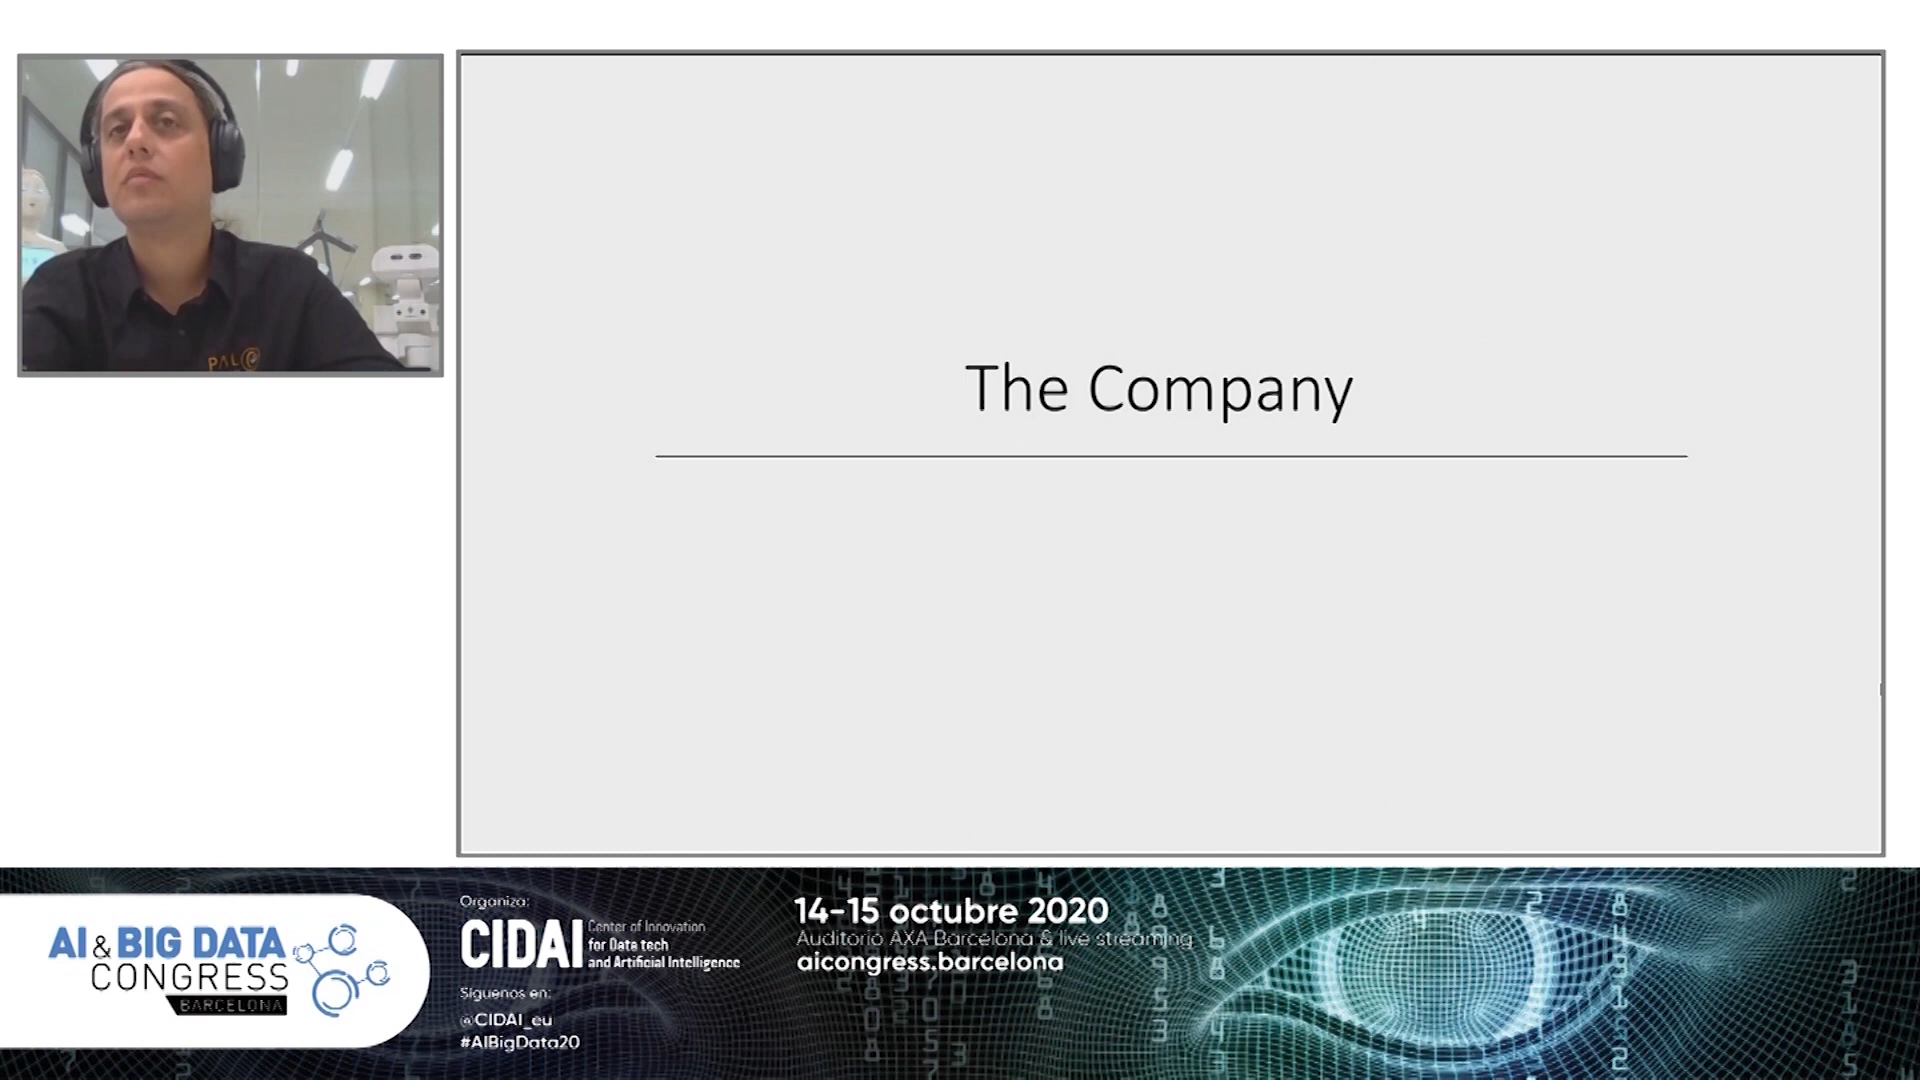 PAL
The Company
AI & BIG DATA
CONGRESS
BARCELONA
Organiza:
CIDAI
Center of Innovation
for Data tech
and Artificial Intelligence
Síguenos en:
@CIDAI_eu
#AIBigData20
14-15 octubre 2020
Auditorio AXA Barcelona & live streaming
aicongress.barcelona